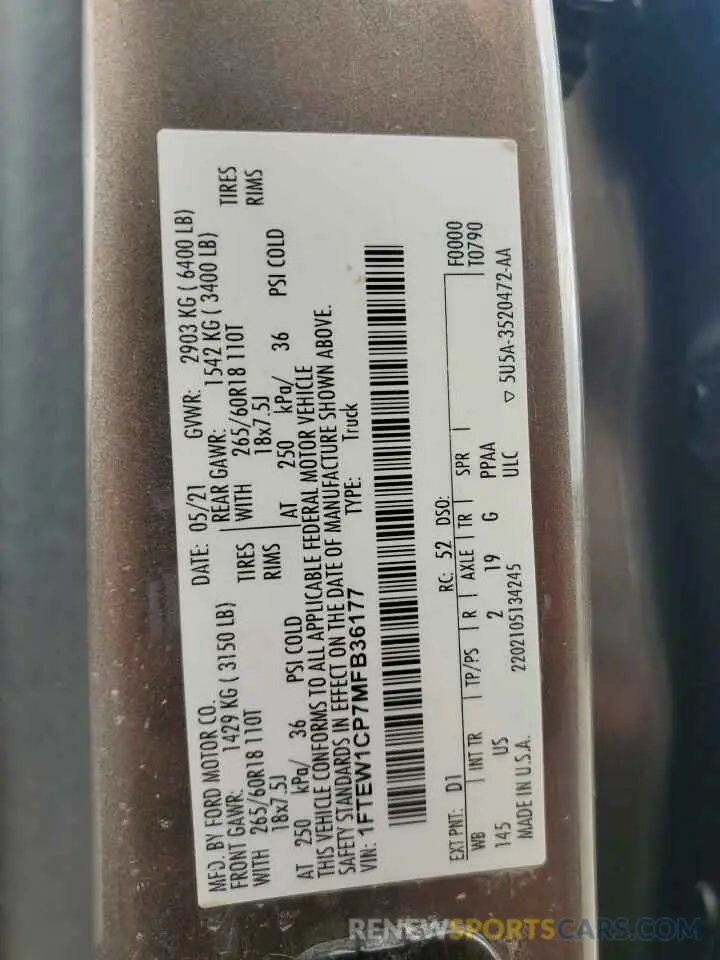 MFD. BY FORD MOTOR CO.
DATE: 05/21 GVWR: 2903 KG ( 6400 LB)
FRONT GAWR: 1429 KG ( 3150 LB)
REAR GAWR: 1542 KG ( 3400 LB)
WITH 265/60R18 110T TIRES
WITH 265/60R18 110T TIRES
18x7.5J RIMS
18x7.5J RIMS
AT 250 kPa/ 36 PSI COLD
AT 250 kPa/ 36 PSI COLD
THIS VEHICLE CONFORMS TO ALL APPLICABLE FEDERAL MOTOR VEHICLE
SAFETY STANDARDS IN EFFECT ON THE DATE OF MANUFACTURE SHOWN ABOVE.
VIN: 1FTEW1CP7MFB36177 TYPE: Truck
EXT PNT: D1 RC: 52 DSO: F0000
WB INT TR TP/PS R AXLE TR SPR T0790
145 US 2 19 G PPAA
MADE IN U.S.A. 2202105134245 ULC ▽ 5U5A-3520472-AA
RENEWSPORTSCARS.COM